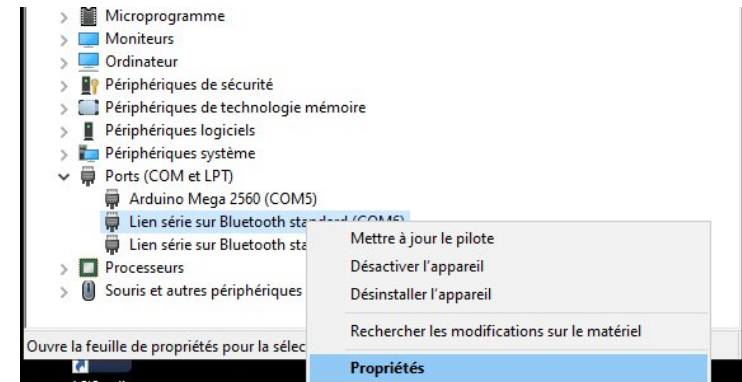 Microprogramme
Moniteurs
Ordinateur
Périphériques de sécurité
Périphériques de technologie mémoire
Périphériques logiciels
Périphériques système
Ports (COM et LPT)
Arduino Mega 2560 (COM5)
Lien série sur Bluetooth standard (COM6)
Lien série sur Bluetooth sta
Processeurs
Souris et autres périphériques
Mettre à jour le pilote
Désactiver l'appareil
Désinstaller l'appareil
Rechercher les modifications sur le matériel
Propriétés
Ouvre la feuille de propriétés pour la sélec